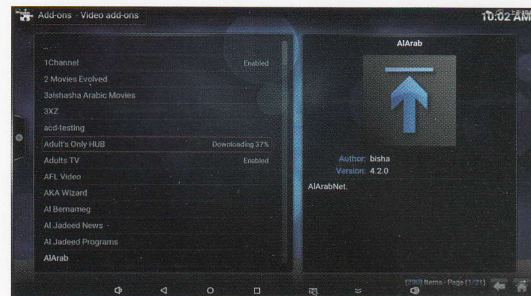 Add-ons - Video add-ons
10:02 AM
..
1Channel Enabled
2 Movies Evolved
3aishasha Arabic Movies
3XZ
acd-testing
Adult's Only HUB Downloading 37%
Adults TV Enabled
AFL Video
AKA Wizard
Al Bernameg
Al Jadeed News
Al Jadeed Programs
AlArab
AlArab
Author: bisha
Version: 4.2.0
AlArabNet.
(290) Items - Page (1/21)